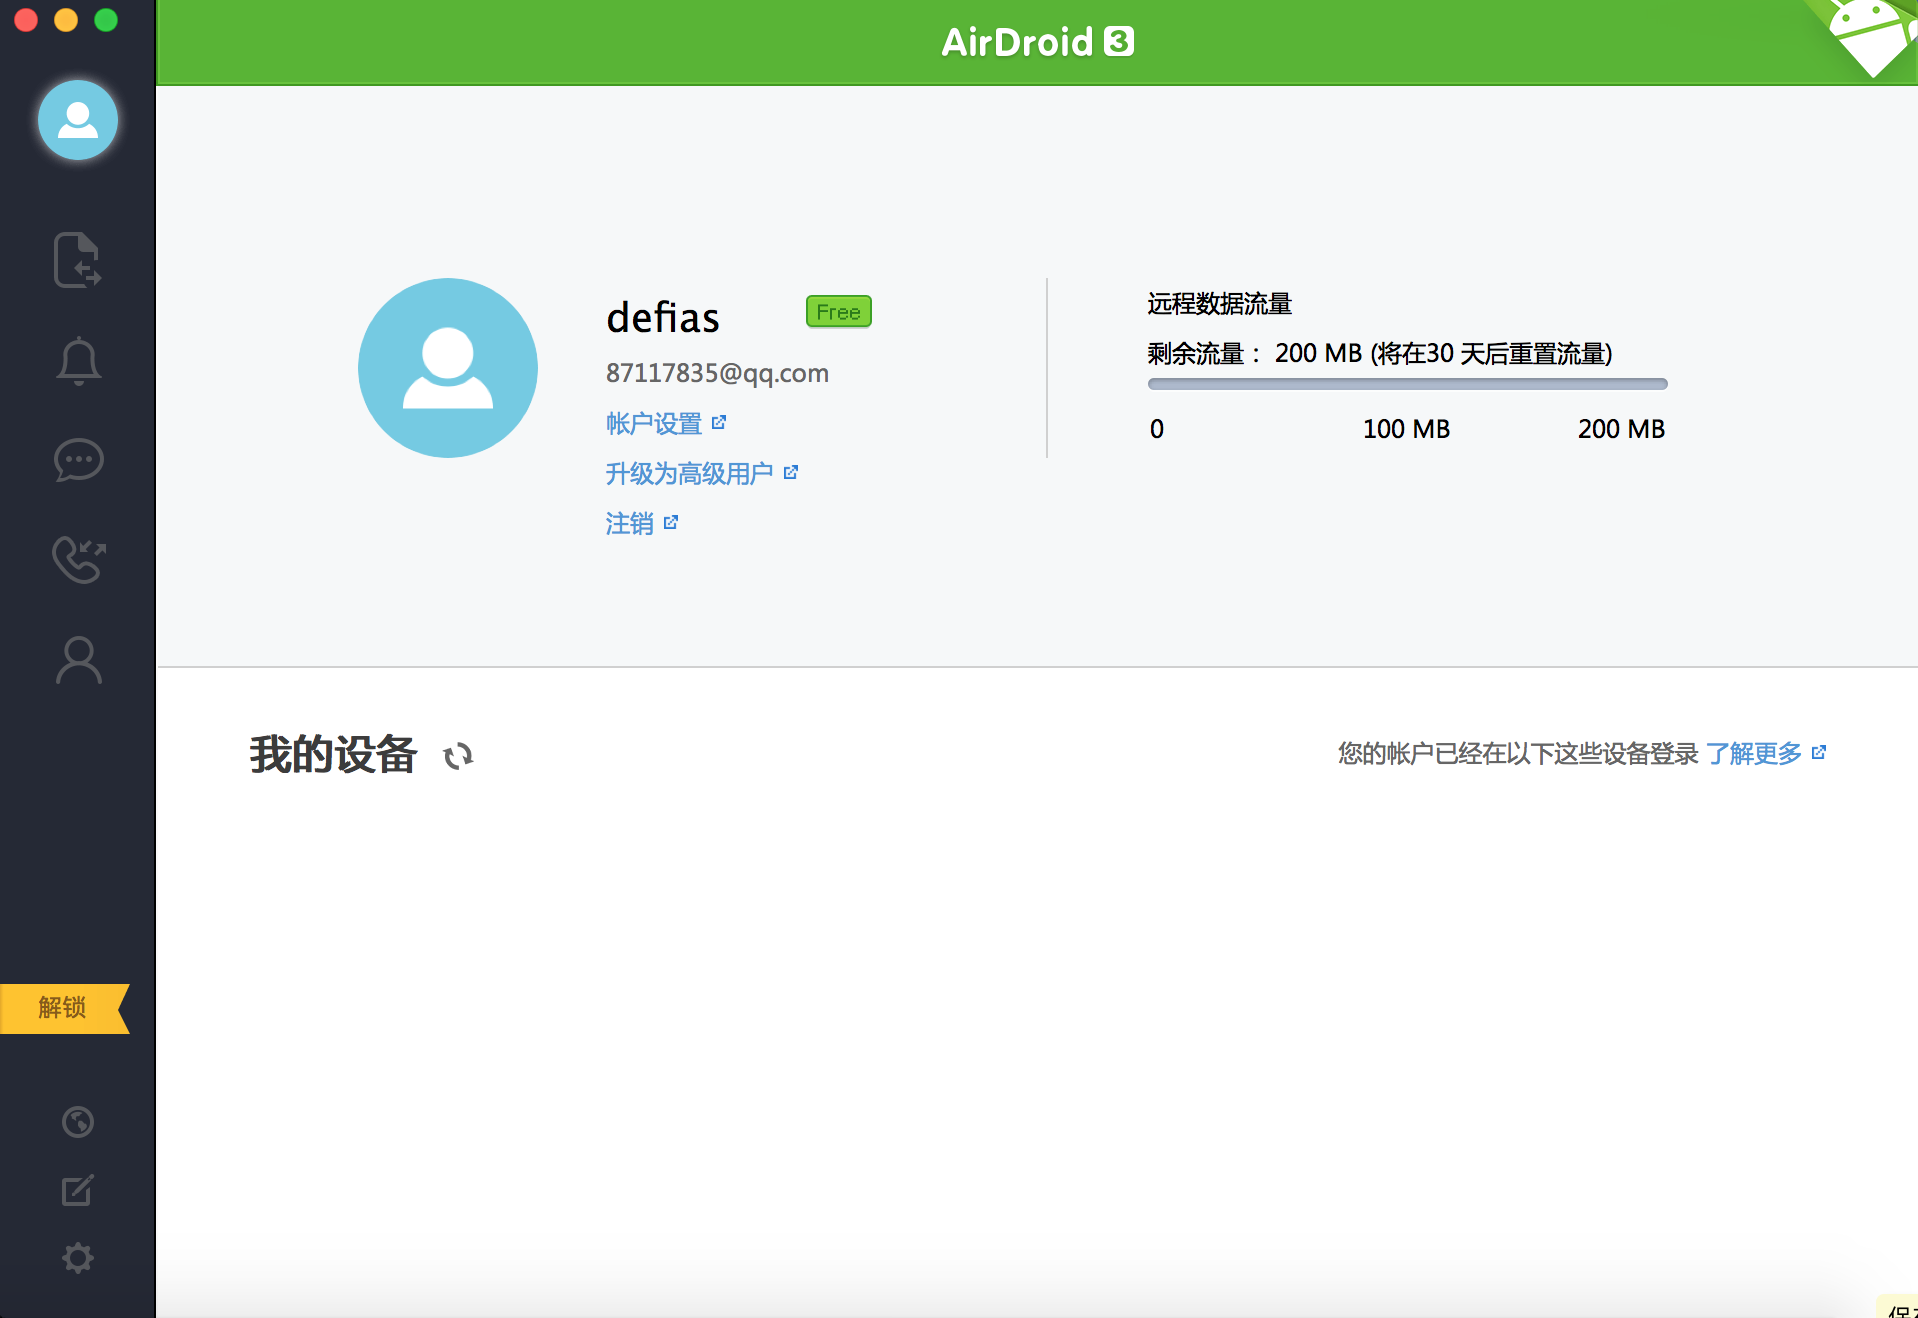 AirDroid 3
defias
Free
87117835@qq.com
帐户设置
升级为高级用户
注销
远程数据流量
剩余流量： 200 MB (将在30 天后重置流量)
0 100 MB 200 MB
我的设备
您的帐户已经在以下这些设备登录 了解更多
解锁
保